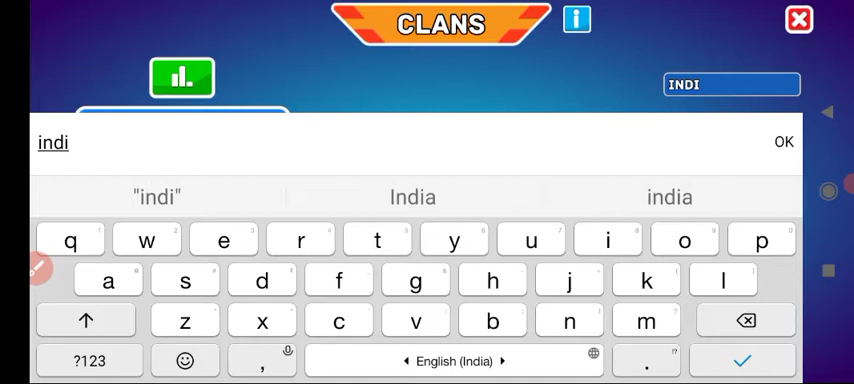 CLANS
INDI
indi
OK
"indi" India india
q w e r t y u i o p
a s d f g h j k l
z x c v b n m
?123 , English (India) .